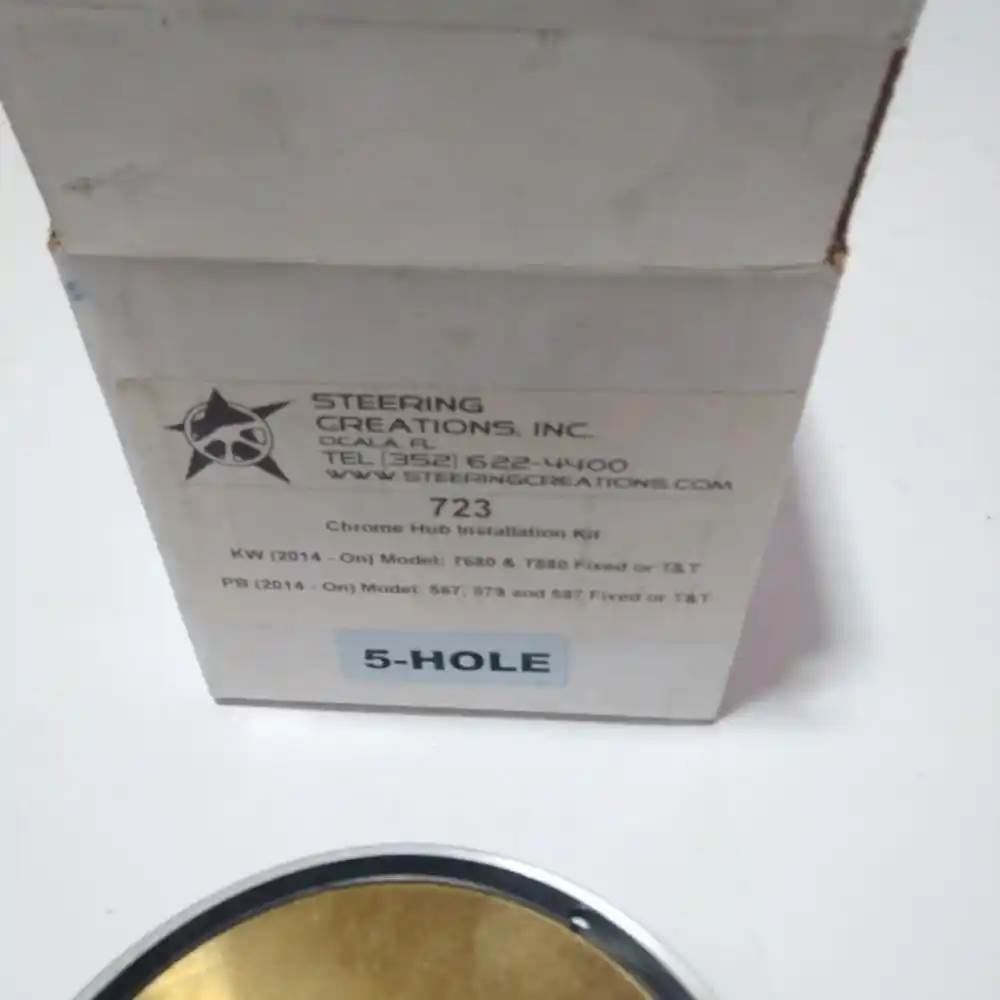 STEERING
CREATIONS, INC.
OCALA, FL
TEL (352) 622-4400
WWW.STEERINGCREATIONS.COM
723
Chrome Hub Installation Kit
KW (2014 - On) Model: T680 & T880 Fixed or T&T
PB (2014 - On) Model: 567, 579 and 587 Fixed or T&T
5-HOLE